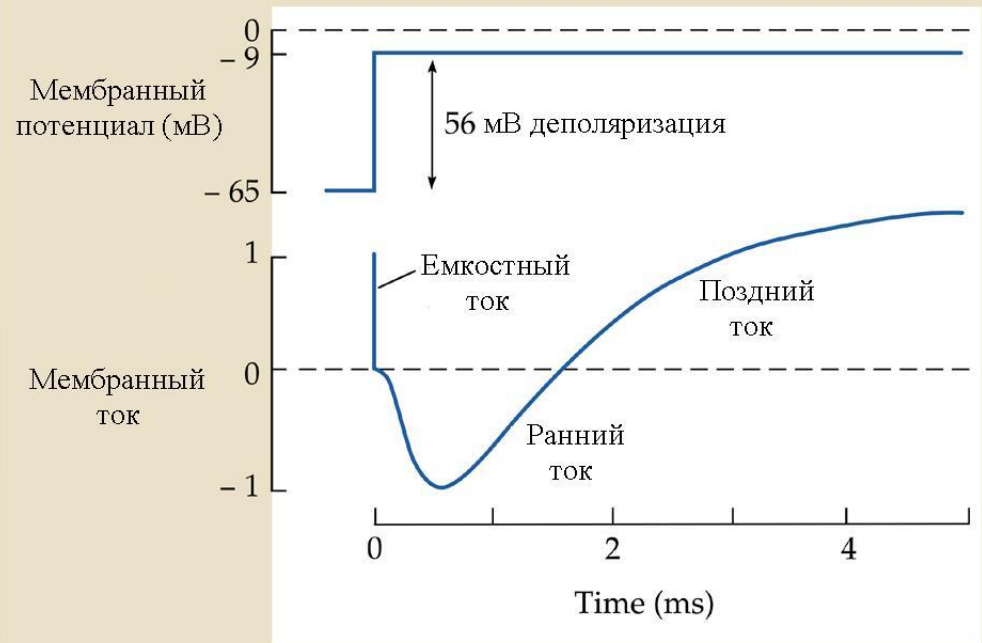 0
– 9
Мембранный
потенциал (мВ)
56 мВ деполяризация
– 65
1
Емкостный
ток
Поздний
ток
0
Мембранный
ток
Ранний
ток
– 1
0 2 4
Time (ms)